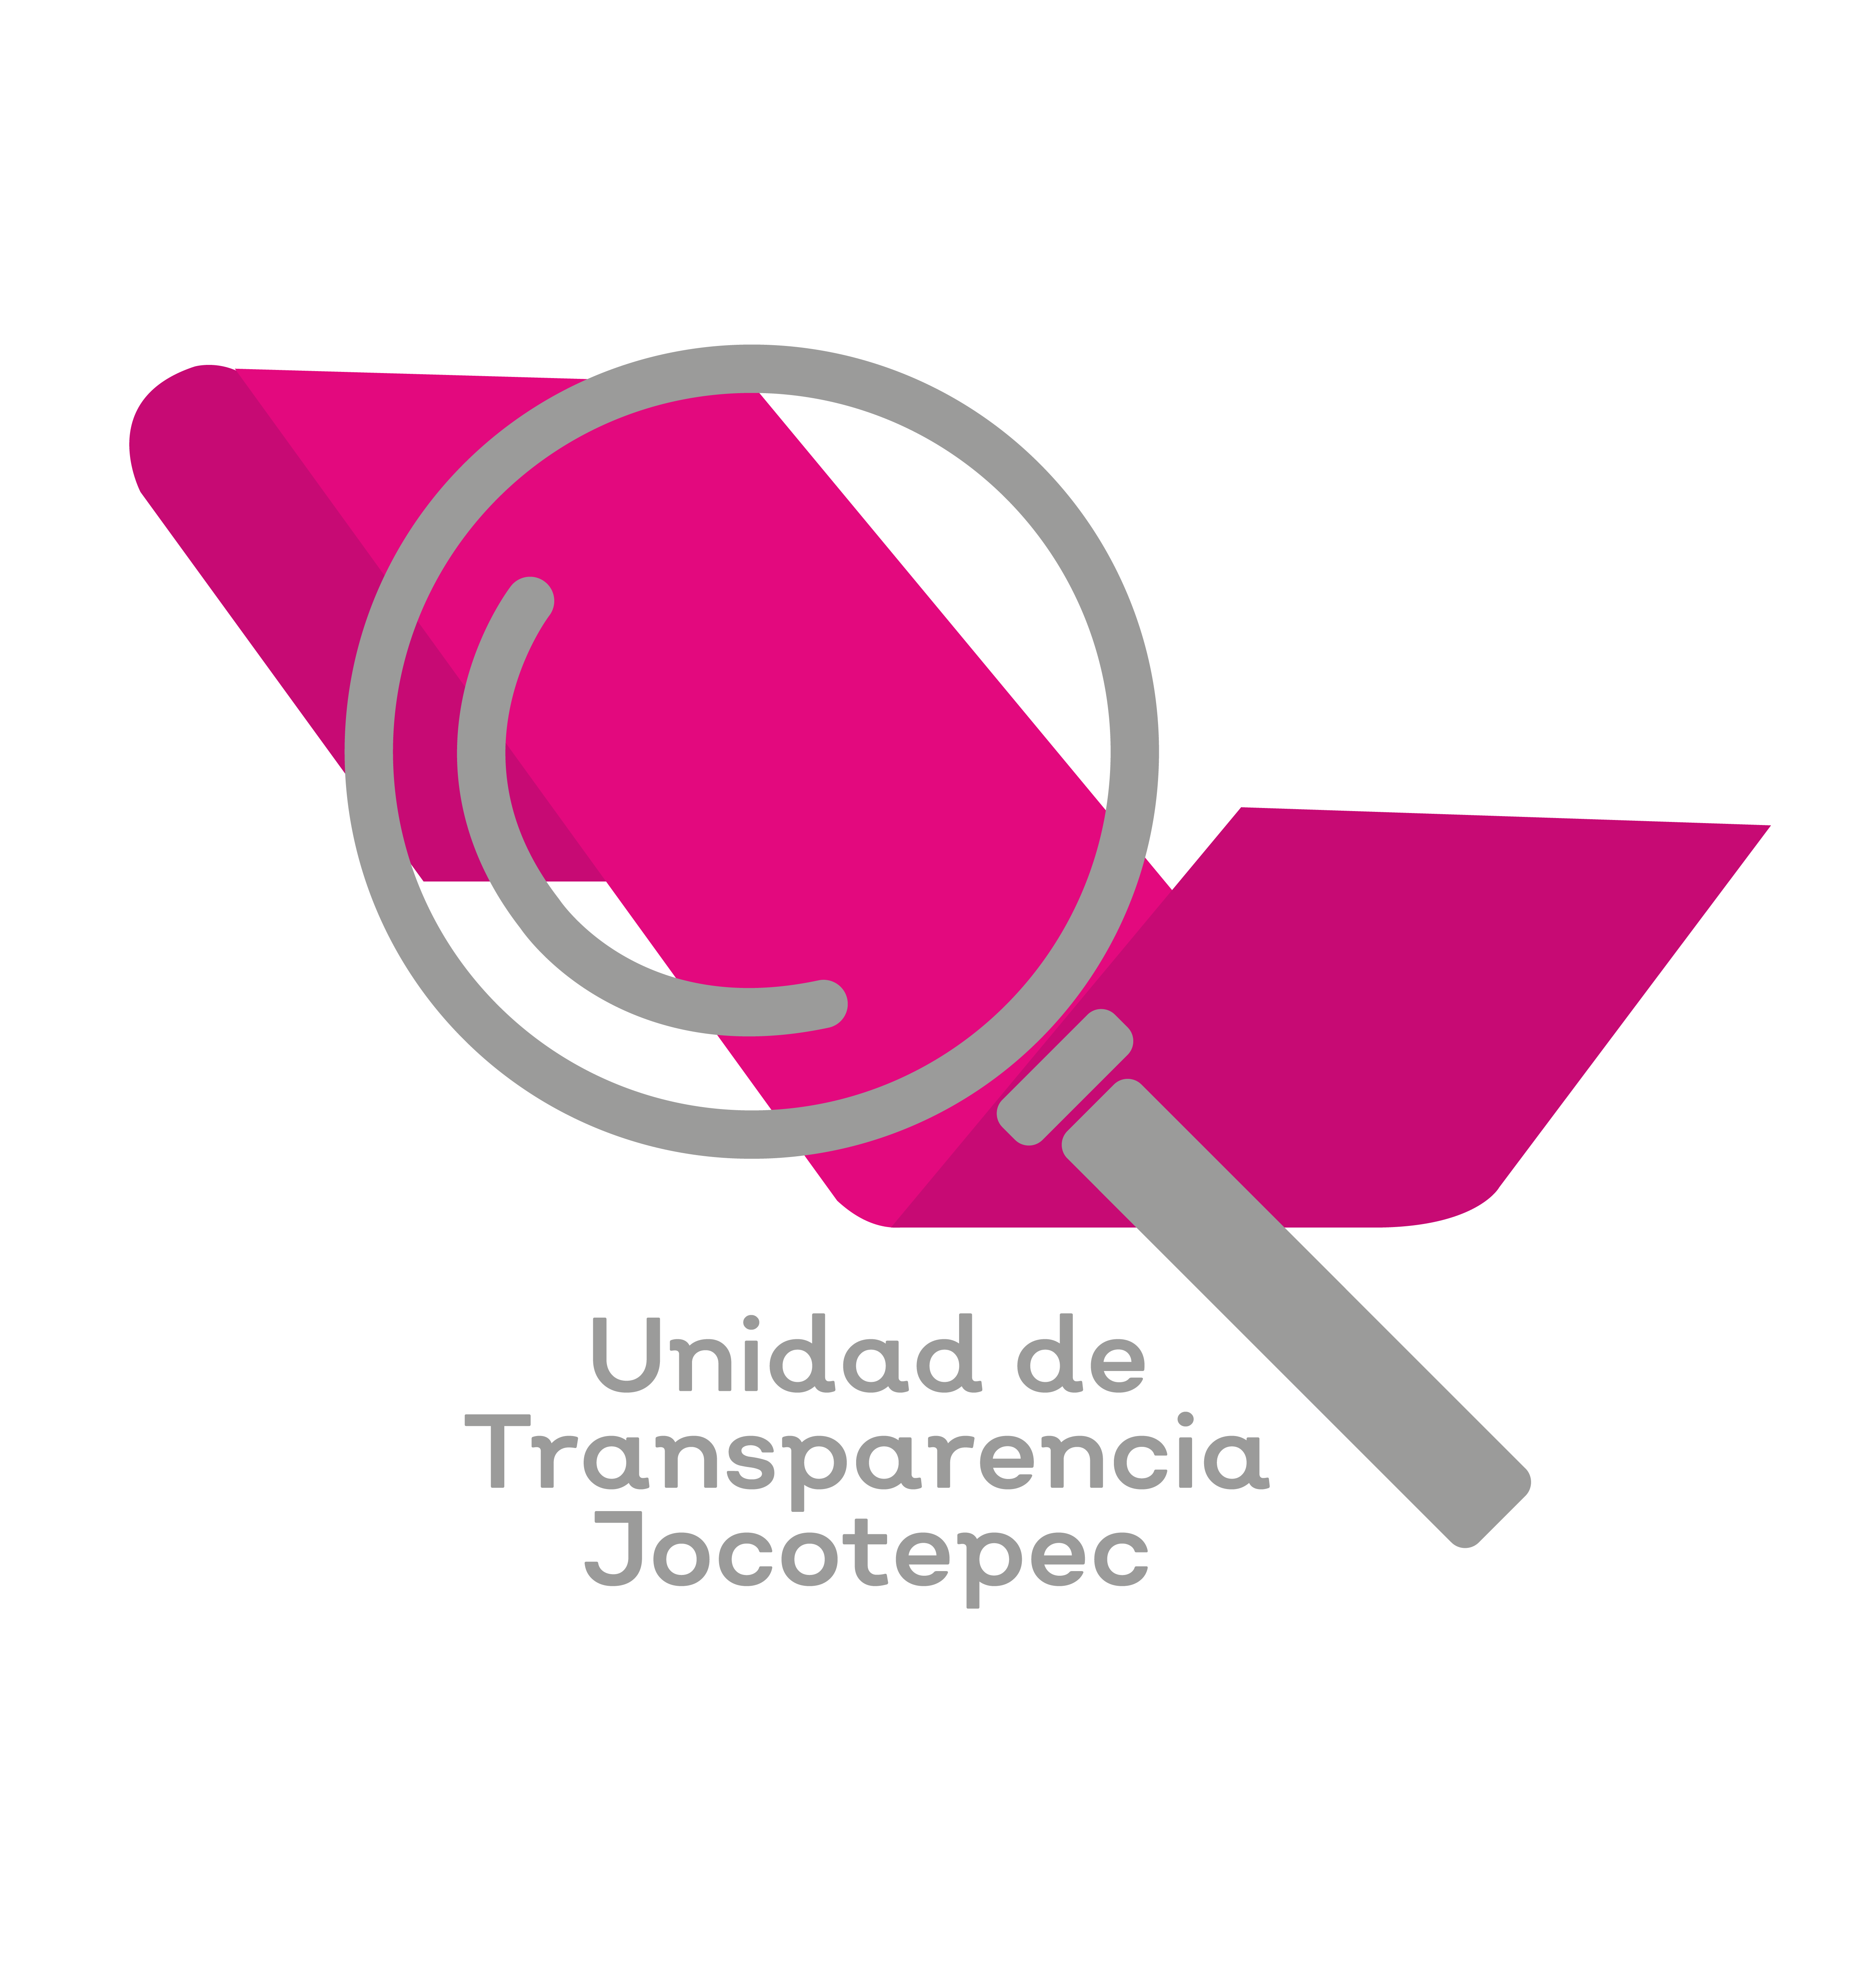 Unidad de
Transparencia
Jocotepec